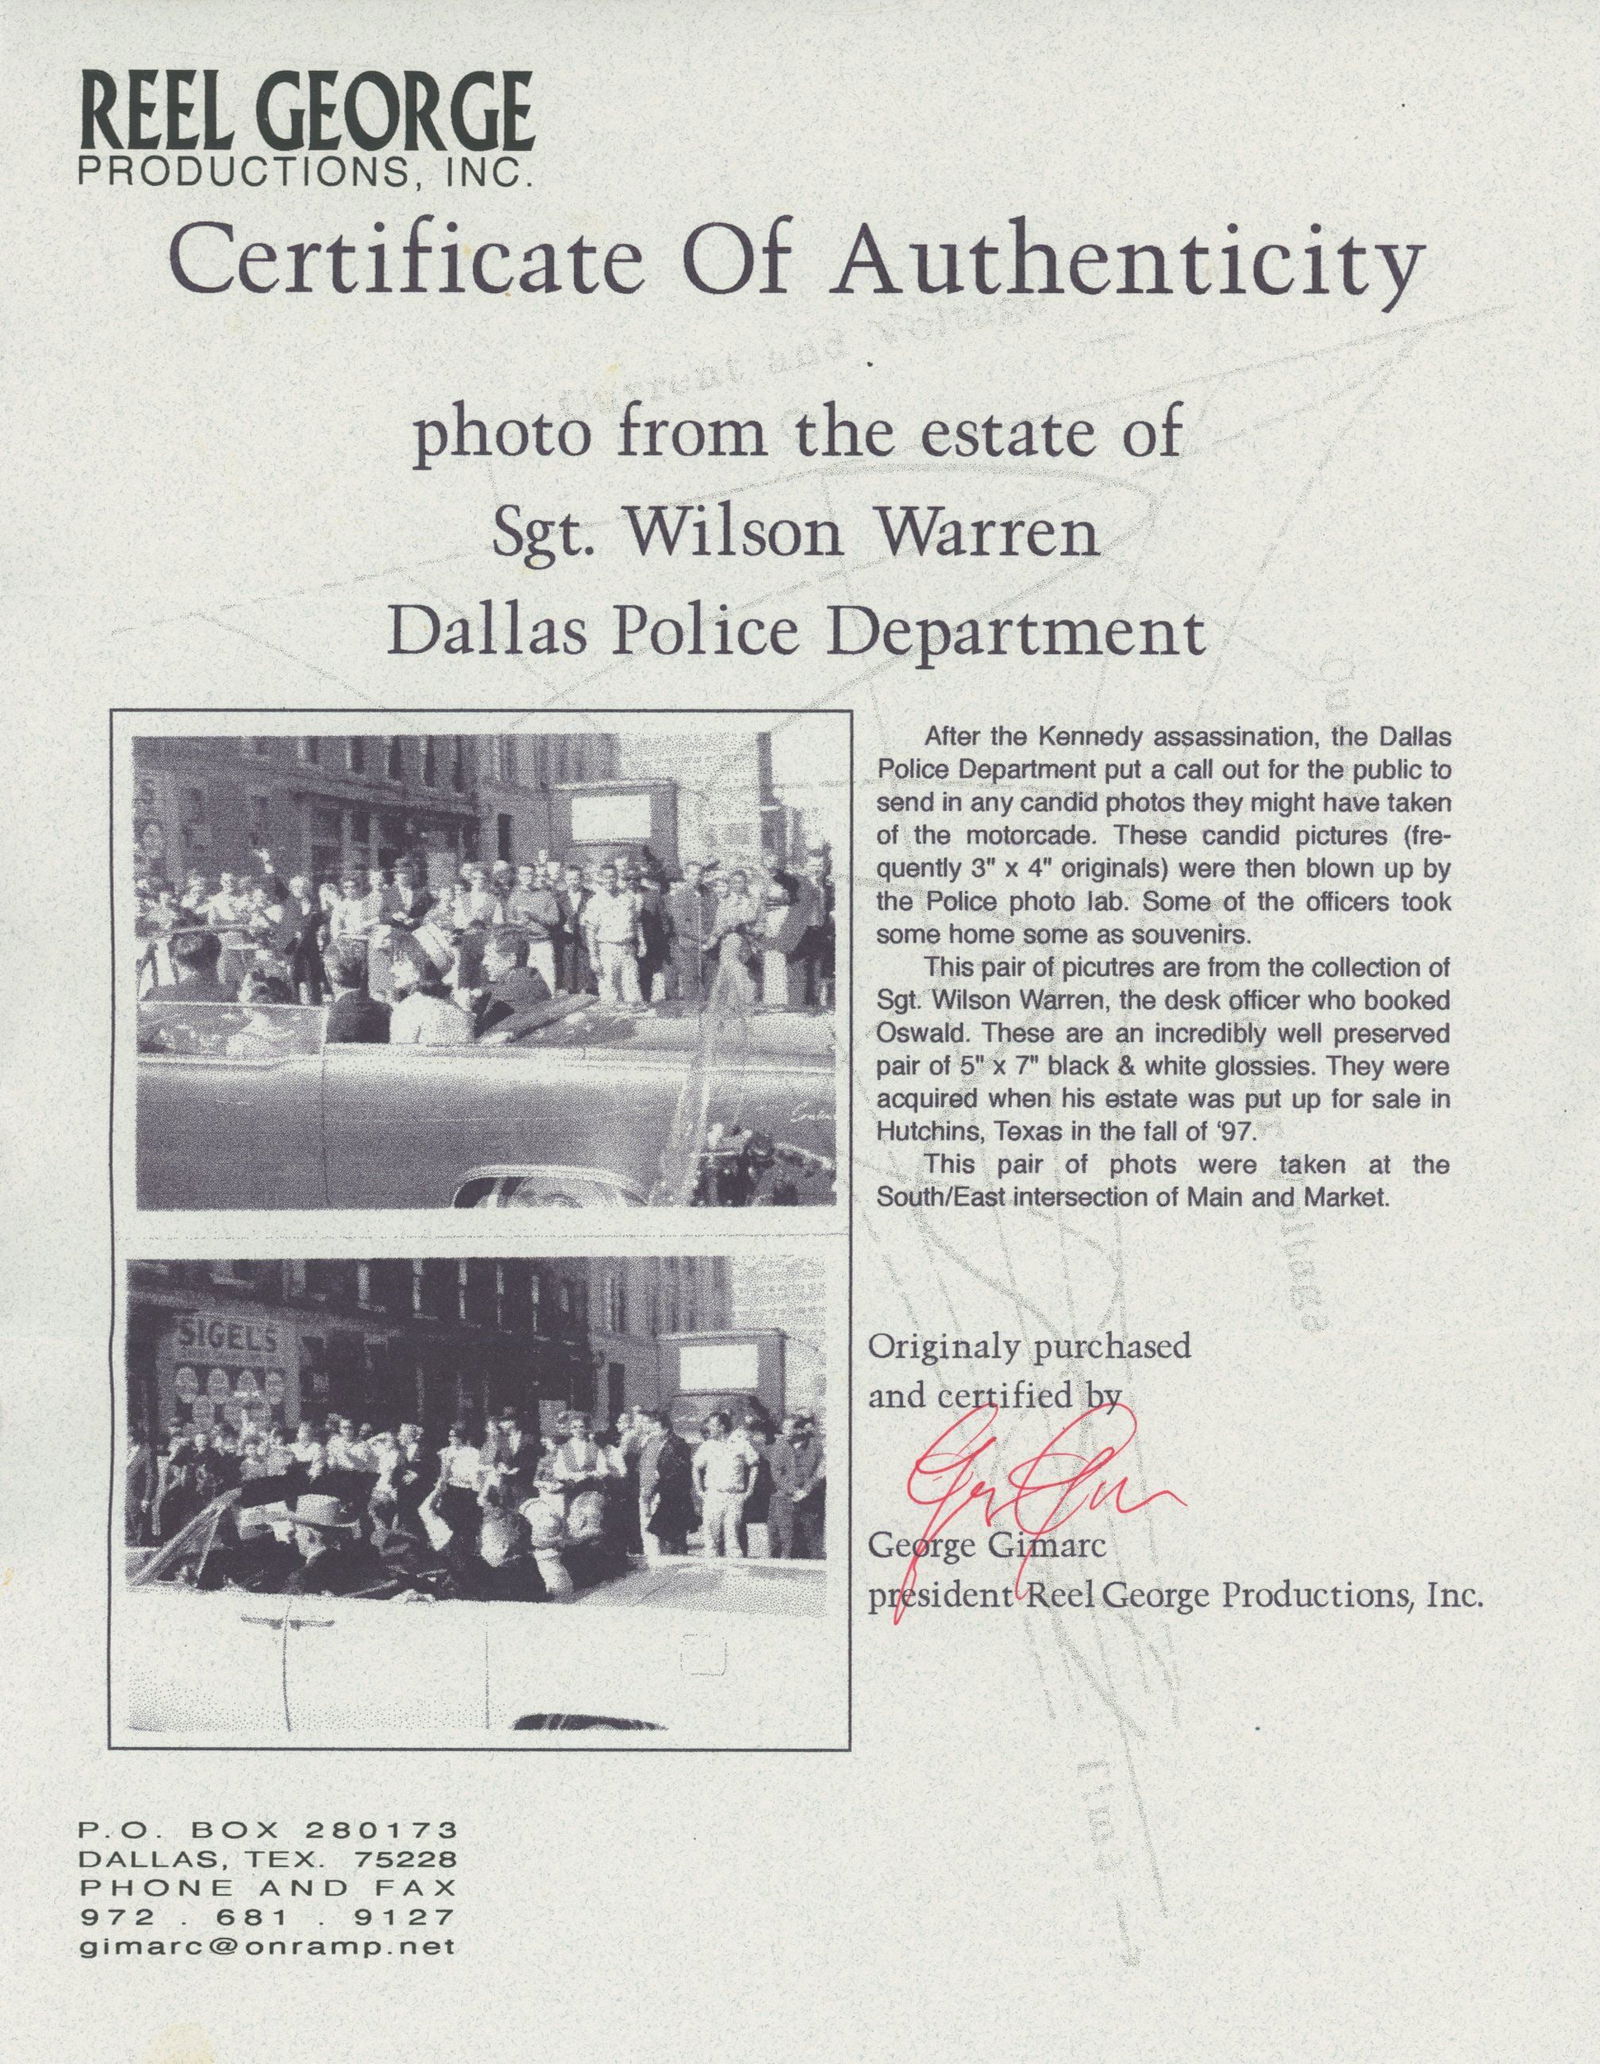 REEL GEORGE
PRODUCTIONS, INC.
Certificate Of Authenticity
photo from the estate of
Sgt. Wilson Warren
Dallas Police Department
After the Kennedy assassination, the Dallas
Police Department put a call out for the public to
send in any candid photos they might have taken
of the motorcade. These candid pictures (fre-
quently 3" x 4" originals) were then blown up by
the Police photo lab. Some of the officers took
some home some as souvenirs.
This pair of picutres are from the collection of
Sgt. Wilson Warren, the desk officer who booked
Oswald. These are an incredibly well preserved
pair of 5" x 7" black & white glossies. They were
acquired when his estate was put up for sale in
Hutchins, Texas in the fall of ‘97.
This pair of phots were taken at the
South/East intersection of Main and Market.
SIGEL'S
Originaly purchased
and certified by
George Gimarc
president Reel George Productions, Inc.
P.O. BOX 280173
DALLAS, TEX. 75228
PHONE AND FAX
972 . 681 . 9127
gimarc@onramp.net